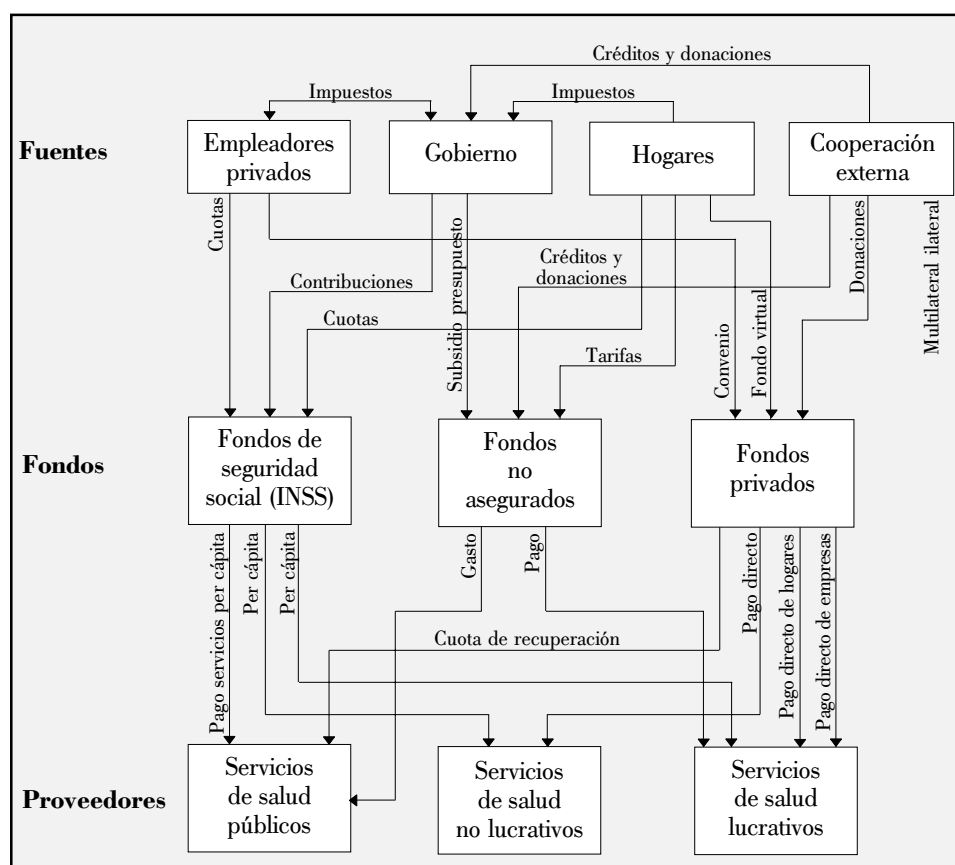 Créditos y donaciones
Impuestos
Impuestos
Fuentes
Empleadores
privados
Gobierno
Hogares
Cooperación
externa
Cuotas
Contribuciones
Subsidio presupuesto
Créditos y
donaciones
Donaciones
Multilateral ilateral
Cuotas
Tarifas
Convenio
Fondo virtual
Fondos
Fondos de
seguridad
social (INSS)
Fondos
no
asegurados
Fondos
privados
Pago servicios per cápita
Per cápita
Per cápita
Gasto
Pago
Pago directo
Pago directo de hogares
Pago directo de empresas
Cuota de recuperación
Proveedores
Servicios
de salud
públicos
Servicios
de salud
no lucrativos
Servicios
de salud
lucrativos